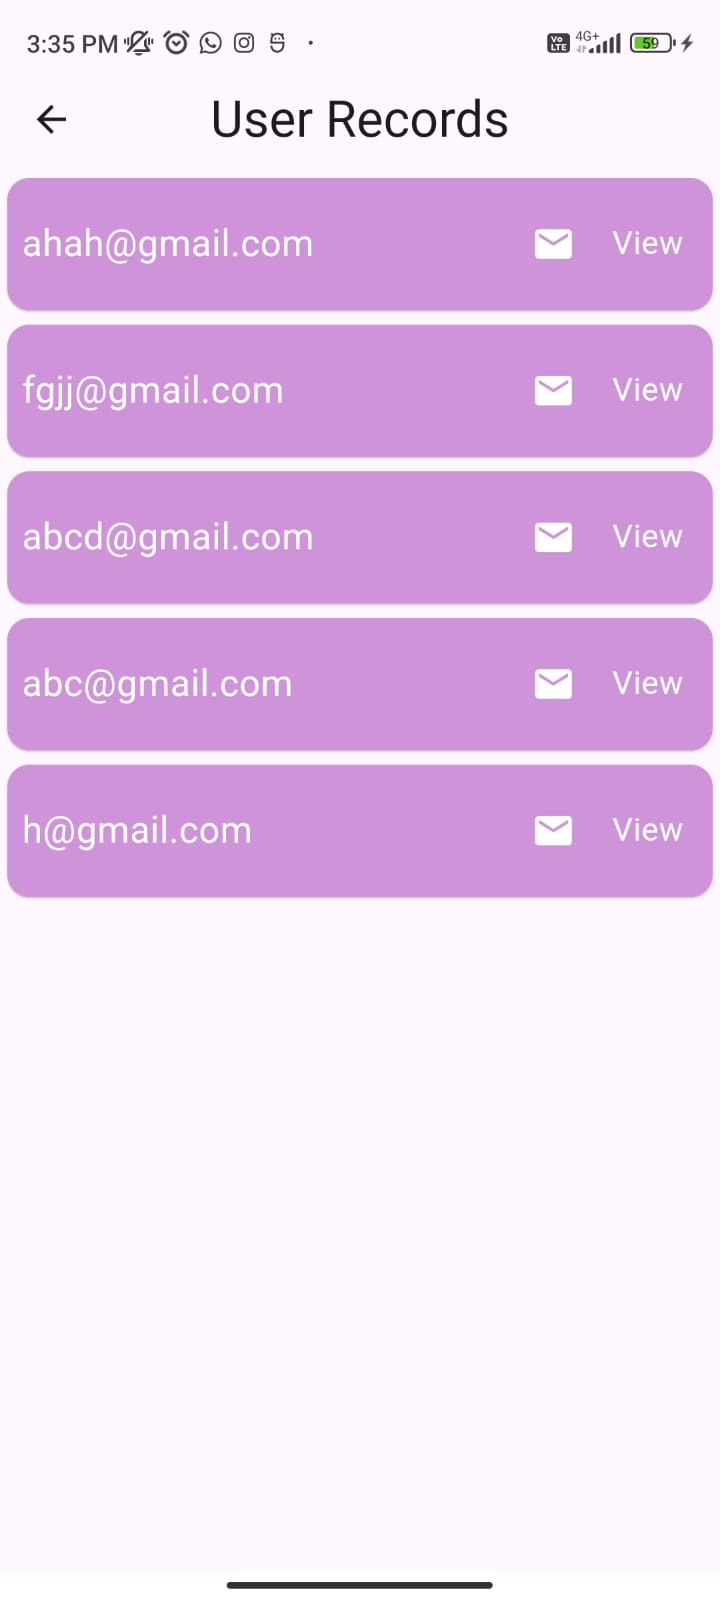 3:35 PM
Vo LTE 4G+ 59
User Records
ahah@gmail.com View
fgjj@gmail.com View
abcd@gmail.com View
abc@gmail.com View
h@gmail.com View